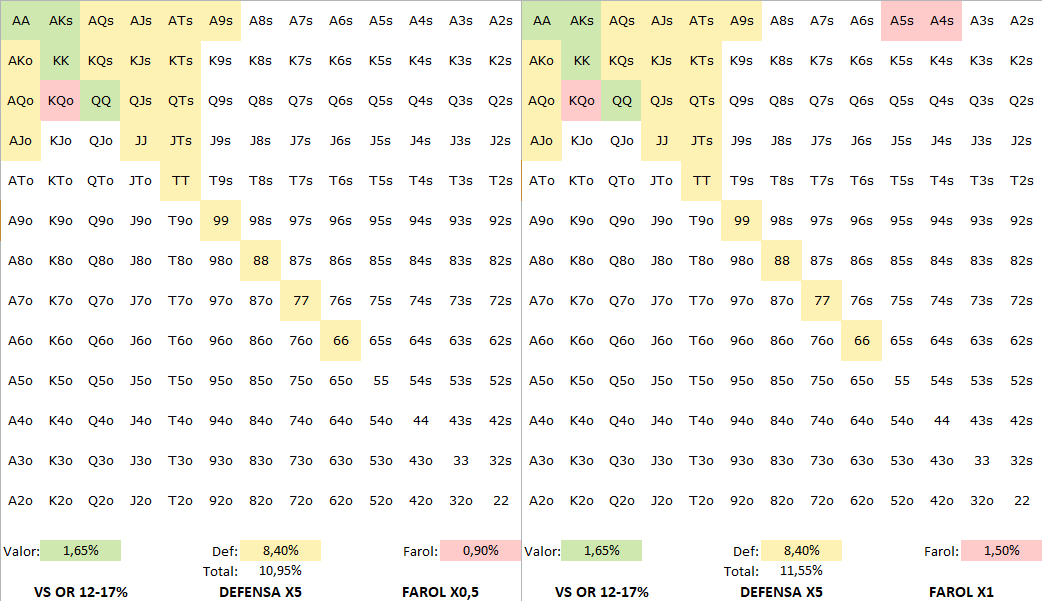 AA AKs AQs AJs ATs A9s A8s A7s A6s A5s A4s A3s A2s AA AKs AQs AJs ATs A9s A8s A7s A6s A5s A4s A3s A2s
AKo KK KQs KJs KTs K9s K8s K7s K6s K5s K4s K3s K2s AKo KK KQs KJs KTs K9s K8s K7s K6s K5s K4s K3s K2s
AQo KQo QQ QJs QTs Q9s Q8s Q7s Q6s Q5s Q4s Q3s Q2s AQo KQo QQ QJs QTs Q9s Q8s Q7s Q6s Q5s Q4s Q3s Q2s
AJo KJo QJo JJ JTs J9s J8s J7s J6s J5s J4s J3s J2s AJo KJo QJo JJ JTs J9s J8s J7s J6s J5s J4s J3s J2s
ATo KTo QTo JTo TT T9s T8s T7s T6s T5s T4s T3s T2s ATo KTo QTo JTo TT T9s T8s T7s T6s T5s T4s T3s T2s
A9o K9o Q9o J9o T9o 99 98s 97s 96s 95s 94s 93s 92s A9o K9o Q9o J9o T9o 99 98s 97s 96s 95s 94s 93s 92s
A8o K8o Q8o J8o T8o 98o 88 87s 86s 85s 84s 83s 82s A8o K8o Q8o J8o T8o 98o 88 87s 86s 85s 84s 83s 82s
A7o K7o Q7o J7o T7o 97o 87o 77 76s 75s 74s 73s 72s A7o K7o Q7o J7o T7o 97o 87o 77 76s 75s 74s 73s 72s
A6o K6o Q6o J6o T6o 96o 86o 76o 66 65s 64s 63s 62s A6o K6o Q6o J6o T6o 96o 86o 76o 66 65s 64s 63s 62s
A5o K5o Q5o J5o T5o 95o 85o 75o 65o 55 54s 53s 52s A5o K5o Q5o J5o T5o 95o 85o 75o 65o 55 54s 53s 52s
A4o K4o Q4o J4o T4o 94o 84o 74o 64o 54o 44 43s 42s A4o K4o Q4o J4o T4o 94o 84o 74o 64o 54o 44 43s 42s
A3o K3o Q3o J3o T3o 93o 83o 73o 63o 53o 43o 33 32s A3o K3o Q3o J3o T3o 93o 83o 73o 63o 53o 43o 33 32s
A2o K2o Q2o J2o T2o 92o 82o 72o 62o 52o 42o 32o 22 A2o K2o Q2o J2o T2o 92o 82o 72o 62o 52o 42o 32o 22
Valor: 1,65% Def: 8,40% Farol: 0,90% Valor: 1,65% Def: 8,40% Farol: 1,50%
Total: 10,95% Total: 11,55%
VS OR 12-17% DEFENSA X5 FAROL X0,5 VS OR 12-17% DEFENSA X5 FAROL X1